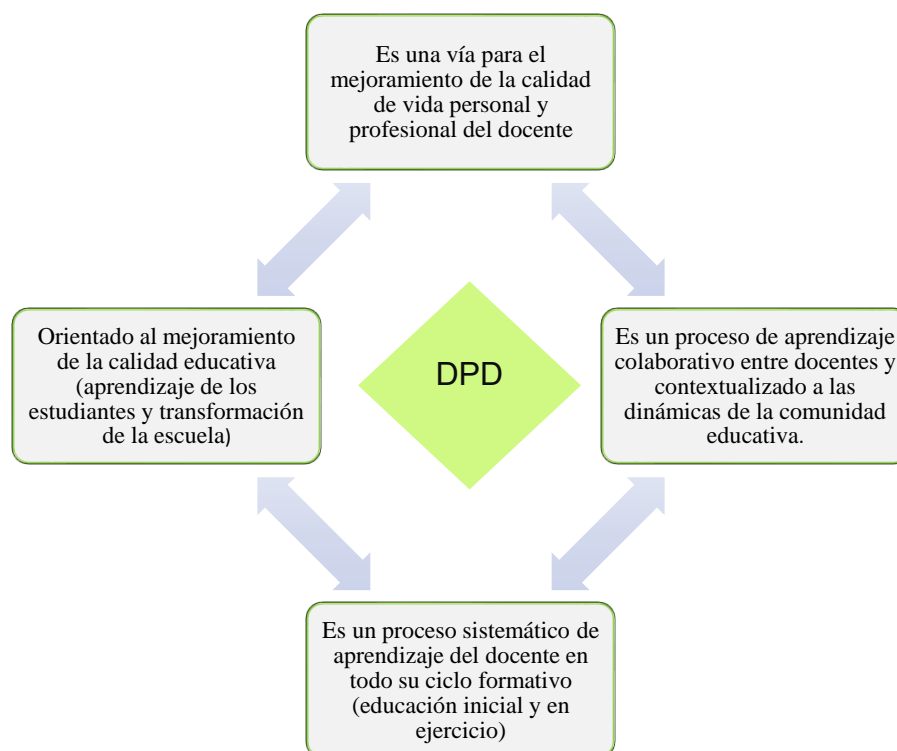 Es una vía para el
mejoramiento de la calidad
de vida personal y
profesional del docente
Orientado al mejoramiento
de la calidad educativa
(aprendizaje de los
estudiantes y transformación
de la escuela)
DPD
Es un proceso de aprendizaje
colaborativo entre docentes y
contextualizado a las
dinámicas de la comunidad
educativa.
Es un proceso sistemático de
aprendizaje del docente en
todo su ciclo formativo
(educación inicial y en
ejercicio)